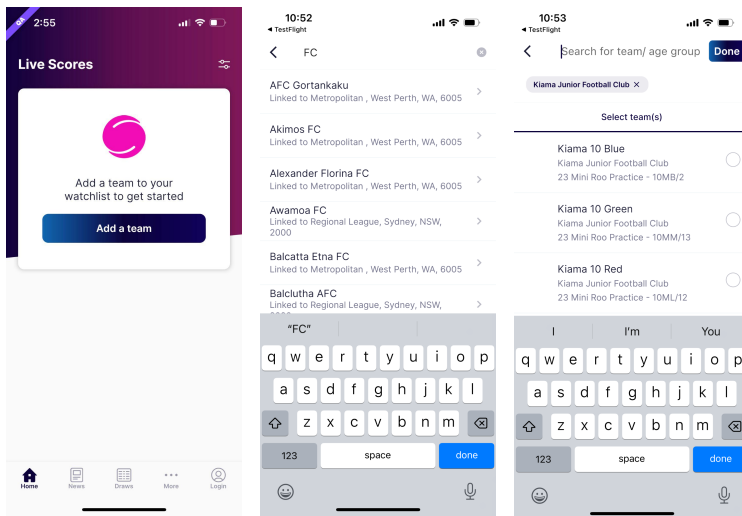 QA
2:55
Live Scores
Add a team to your
watchlist to get started
Add a team
Home
News
Draws
More
Login
10:52
◀ TestFlight
FC
AFC Gortankaku
Linked to Metropolitan , West Perth, WA, 6005
Akimos FC
Linked to Metropolitan , West Perth, WA, 6005
Alexander Florina FC
Linked to Metropolitan , West Perth, WA, 6005
Awamoa FC
Linked to Regional League, Sydney, NSW,
2000
Balcatta Etna FC
Linked to Metropolitan , West Perth, WA, 6005
Balclutha AFC
Linked to Regional League, Sydney, NSW,
“FC”
q w e r t y u i o p
a s d f g h j k l
z x c v b n m
123 space done
10:53
◀ TestFlight
Search for team/ age group
Done
Kiama Junior Football Club ×
Select team(s)
Kiama 10 Blue
Kiama Junior Football Club
23 Mini Roo Practice - 10MB/2
Kiama 10 Green
Kiama Junior Football Club
23 Mini Roo Practice - 10MM/13
Kiama 10 Red
Kiama Junior Football Club
23 Mini Roo Practice - 10ML/12
I I’m You
q w e r t y u i o p
a s d f g h j k l
z x c v b n m
123 space done